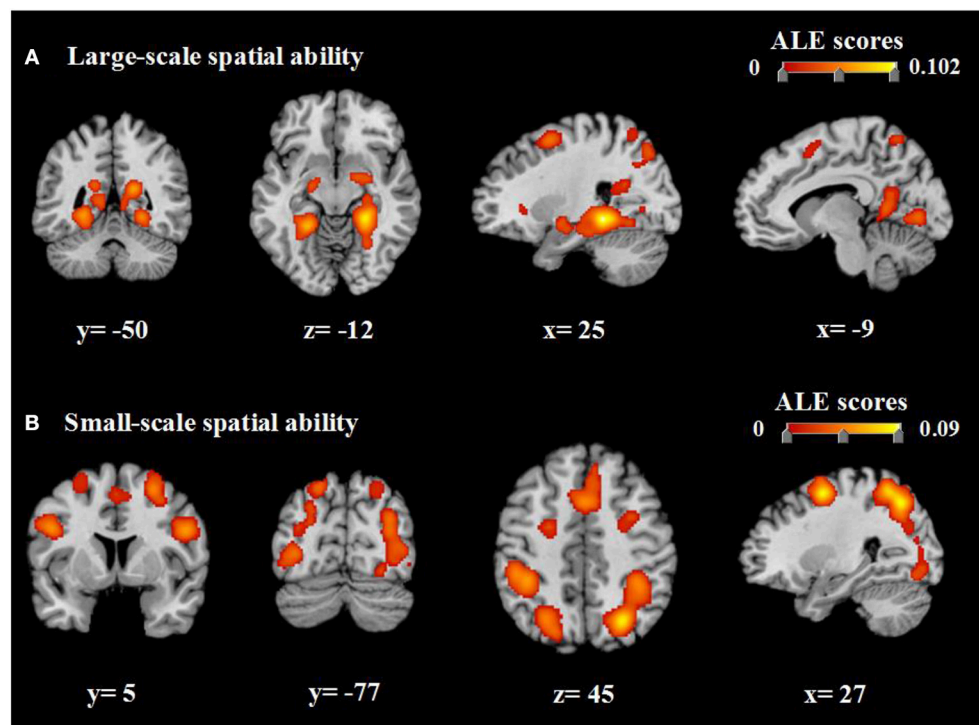 A Large-scale spatial ability
ALE scores
0 0.102
y= -50 z= -12 x= 25 x= -9
B Small-scale spatial ability
ALE scores
0 0.09
y= 5 y= -77 z= 45 x= 27